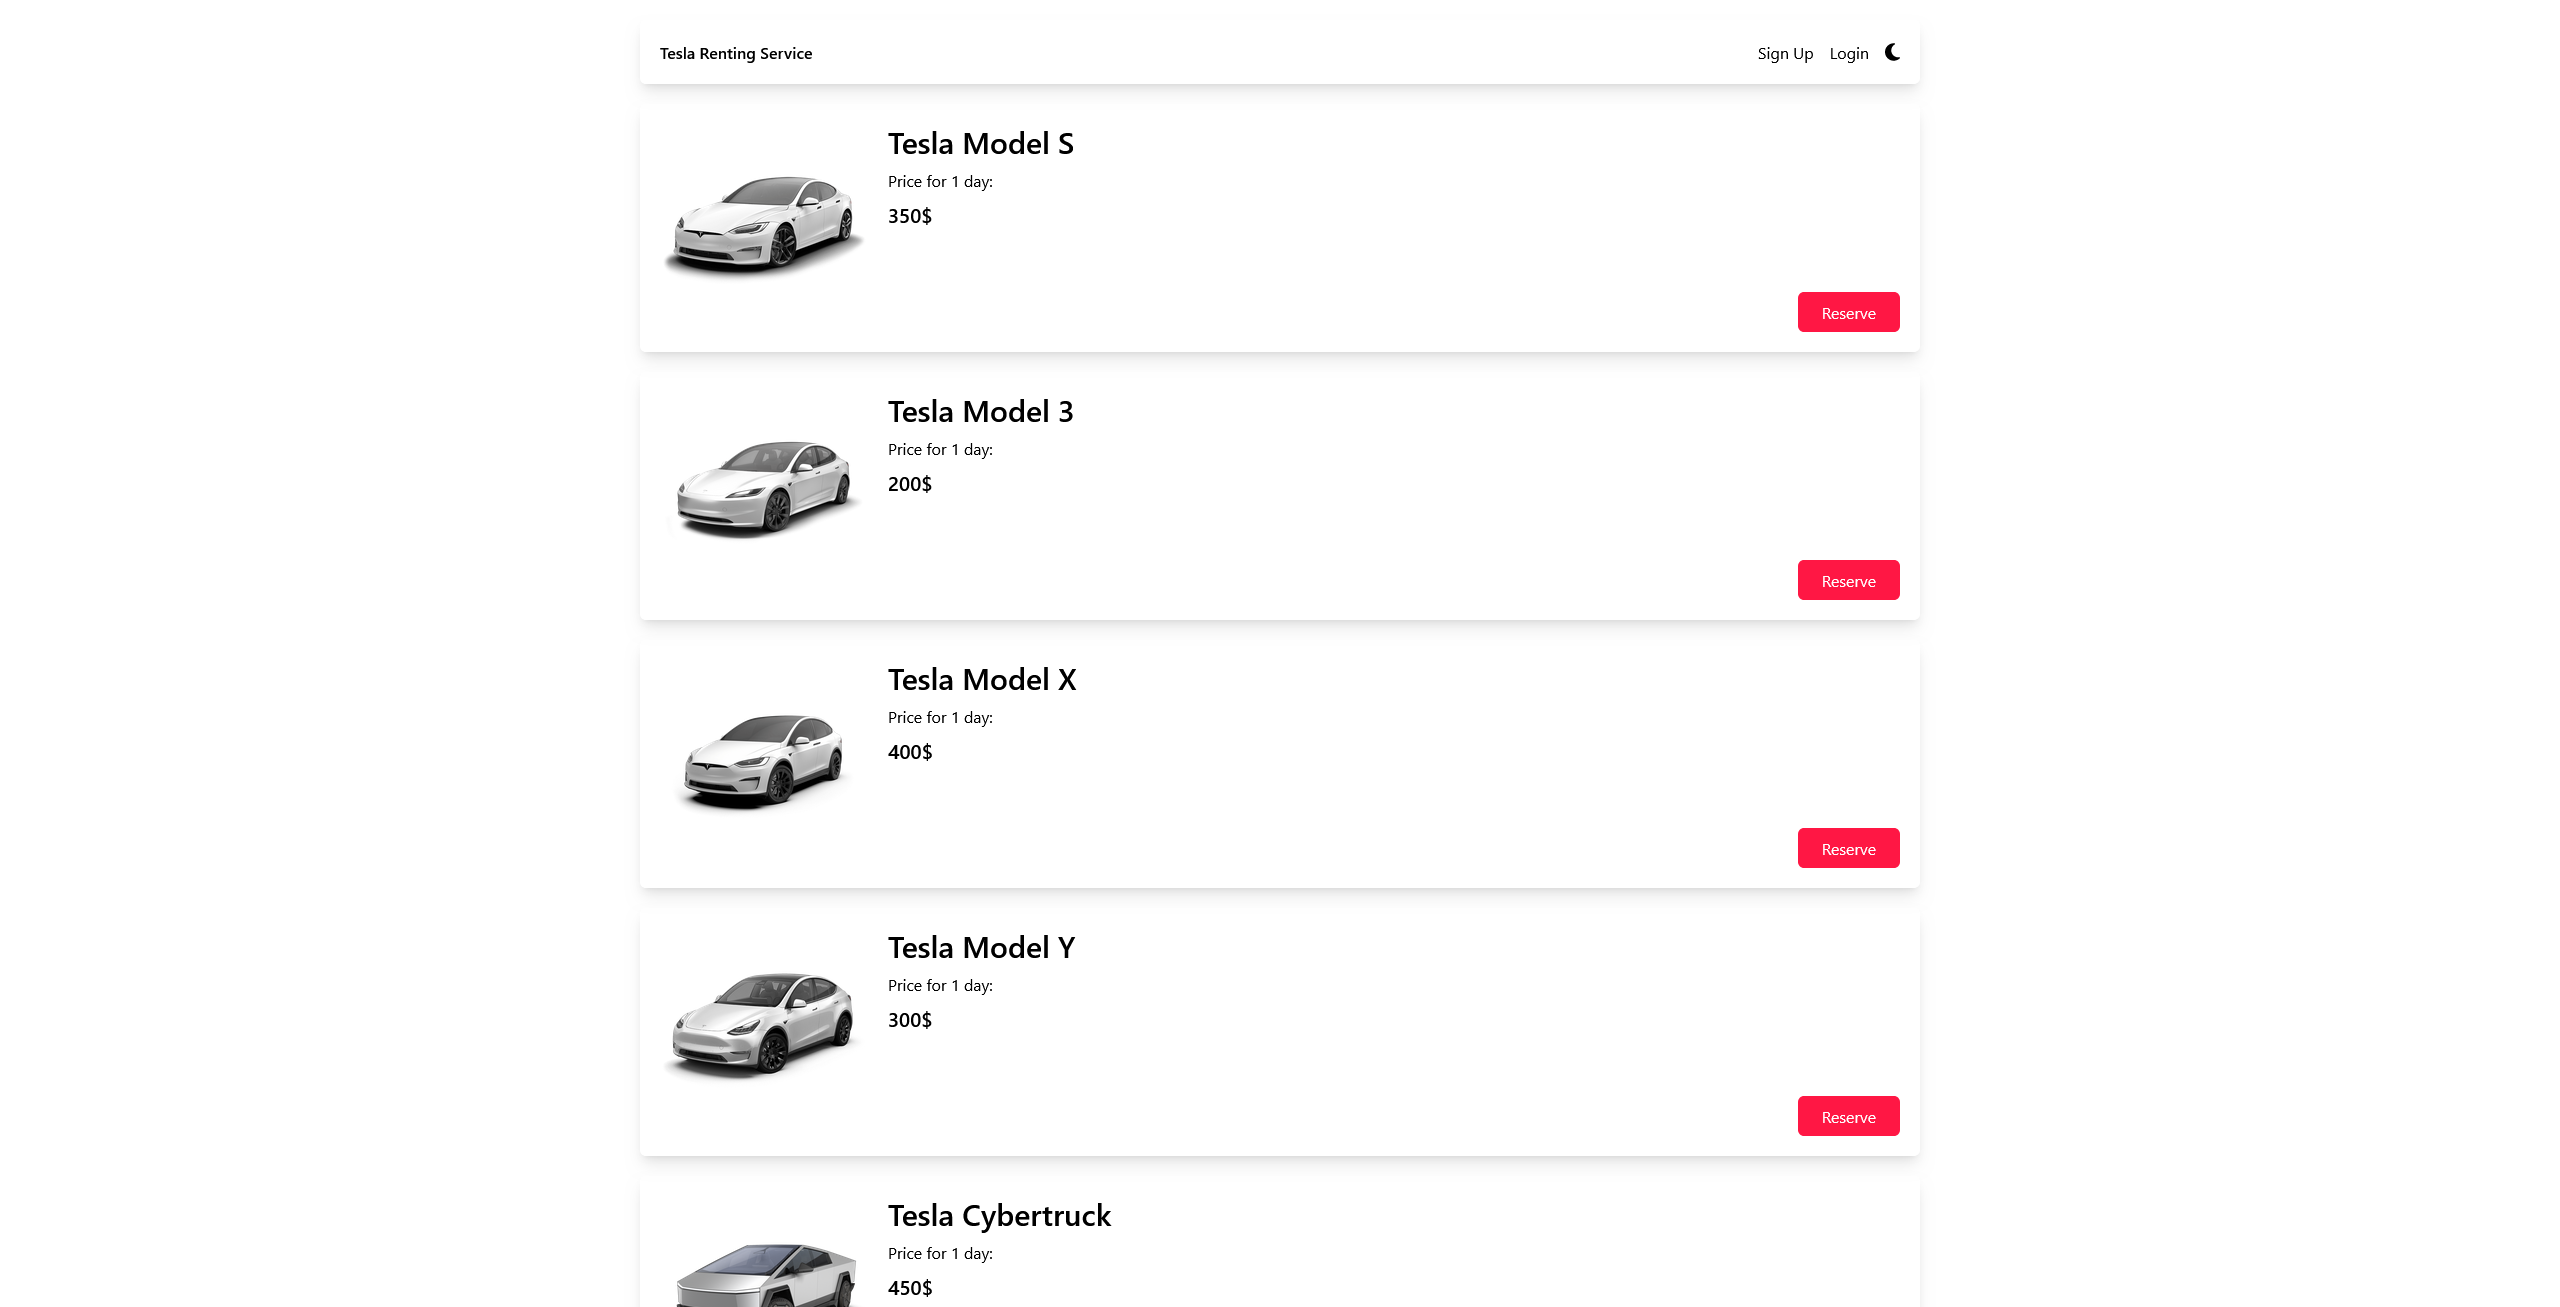 Tesla Renting Service
Sign Up Login
Tesla Model S
Price for 1 day:
350$
Reserve
Tesla Model 3
Price for 1 day:
200$
Reserve
Tesla Model X
Price for 1 day:
400$
Reserve
Tesla Model Y
Price for 1 day:
300$
Reserve
Tesla Cybertruck
Price for 1 day:
450$